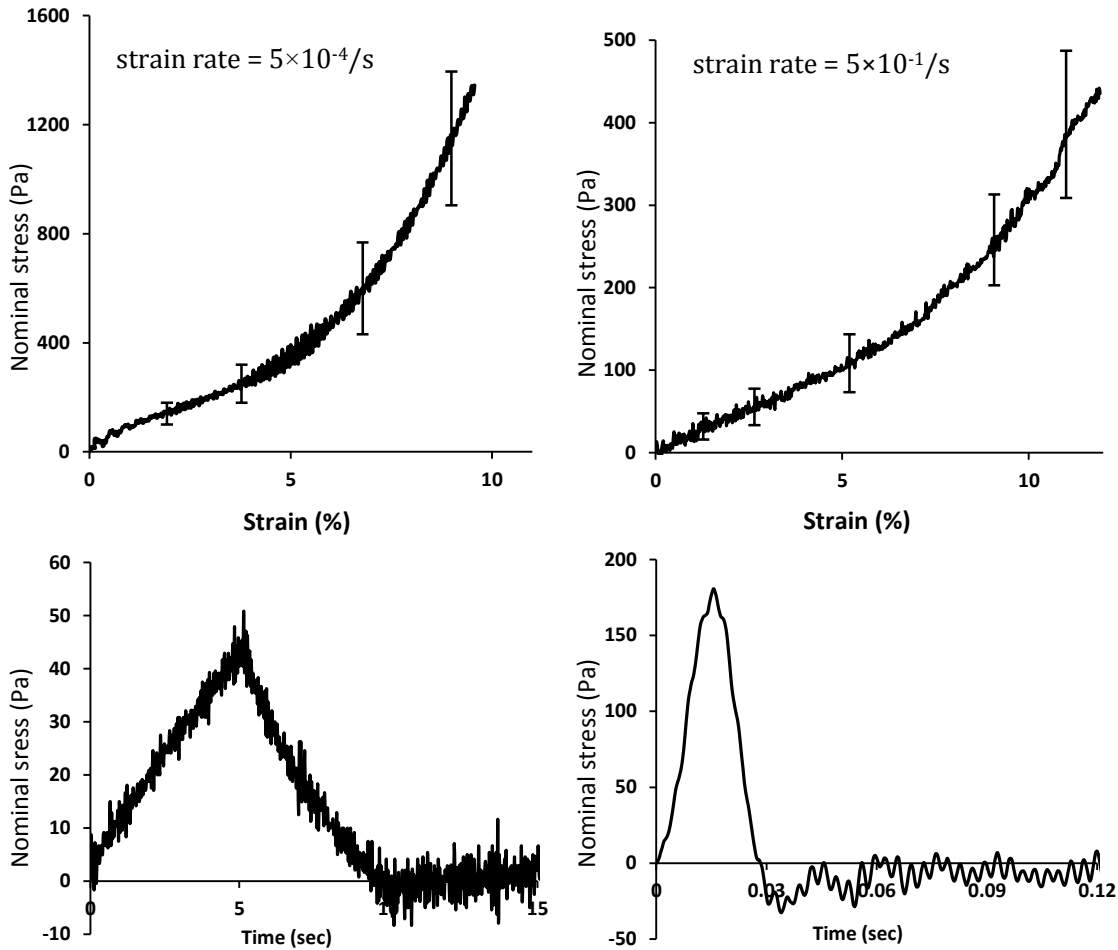 1600
1200
800
400
0
Nominal stress (Pa)
strain rate = 5×10⁻⁴/s
0 5 10
Strain (%)
500
400
300
200
100
0
Nominal stress (Pa)
strain rate = 5×10⁻¹/s
0 5 10
Strain (%)
60
50
40
30
20
10
0
-10
Nominal sress (Pa)
0 5 10 15
Time (sec)
200
150
100
50
0
-50
Nominal stress (Pa)
0 0.03 0.06 0.09 0.12
Time (sec)